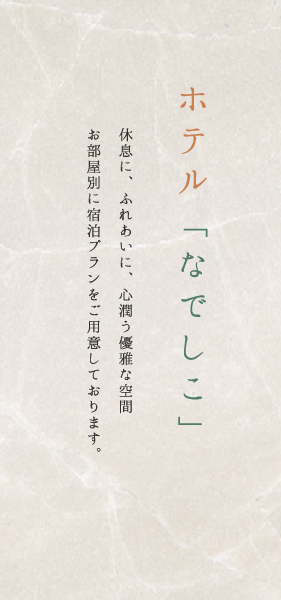 ホテル「なでしこ」
休息に、ふれあいに、心潤う優雅な空間
お部屋別に宿泊プランをご用意しております。